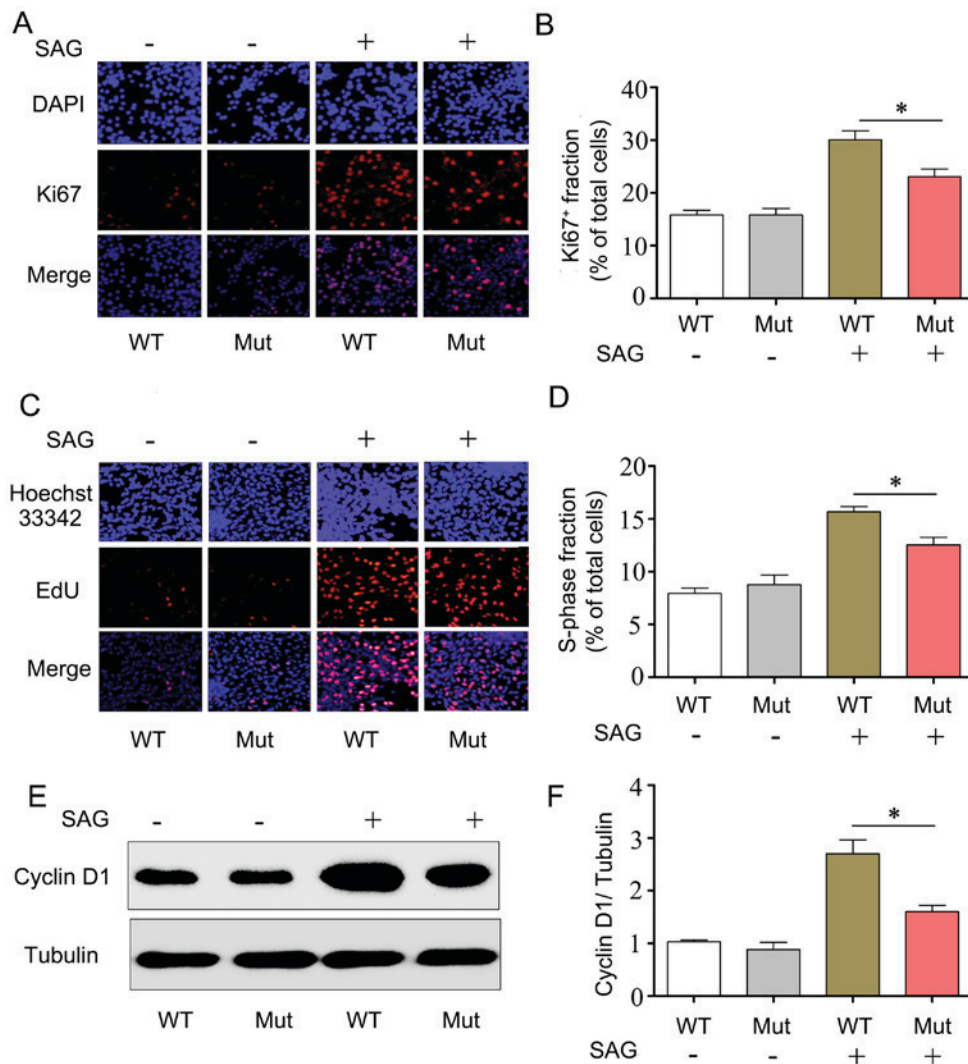 A
SAG - - + +
DAPI
Ki67
Merge
WT Mut WT Mut
B
Ki67⁺ fraction
(% of total cells)
40
30
20
10
0
*
WT Mut WT Mut
SAG - - + +
C
SAG - - + +
Hoechst
33342
EdU
Merge
WT Mut WT Mut
D
S-phase fraction
(% of total cells)
20
15
10
5
0
*
WT Mut WT Mut
SAG - - + +
E
SAG - - + +
Cyclin D1
Tubulin
WT Mut WT Mut
F
Cyclin D1/ Tubulin
4
3
2
1
0
*
WT Mut WT Mut
SAG - - + +